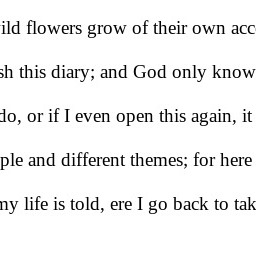 ild flowers grow of their own acc
sh this diary; and God only know
do, or if I even open this again, it
ple and different themes; for here
my life is told, ere I go back to tak